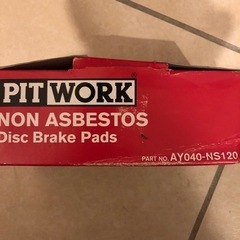 PITWORK
NON ASBESTOS
Disc Brake Pads
PART NO. AY040-NS120